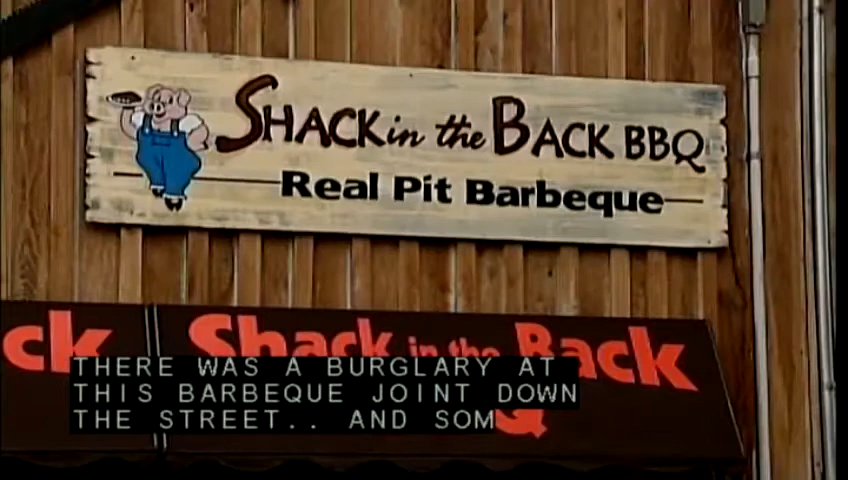 SHACK in the BACK BBQ
Real Pit Barbeque
ck Shack in the Back
Q
THERE WAS A BURGLARY AT
THIS BARBEQUE JOINT DOWN
THE STREET.. AND SOM